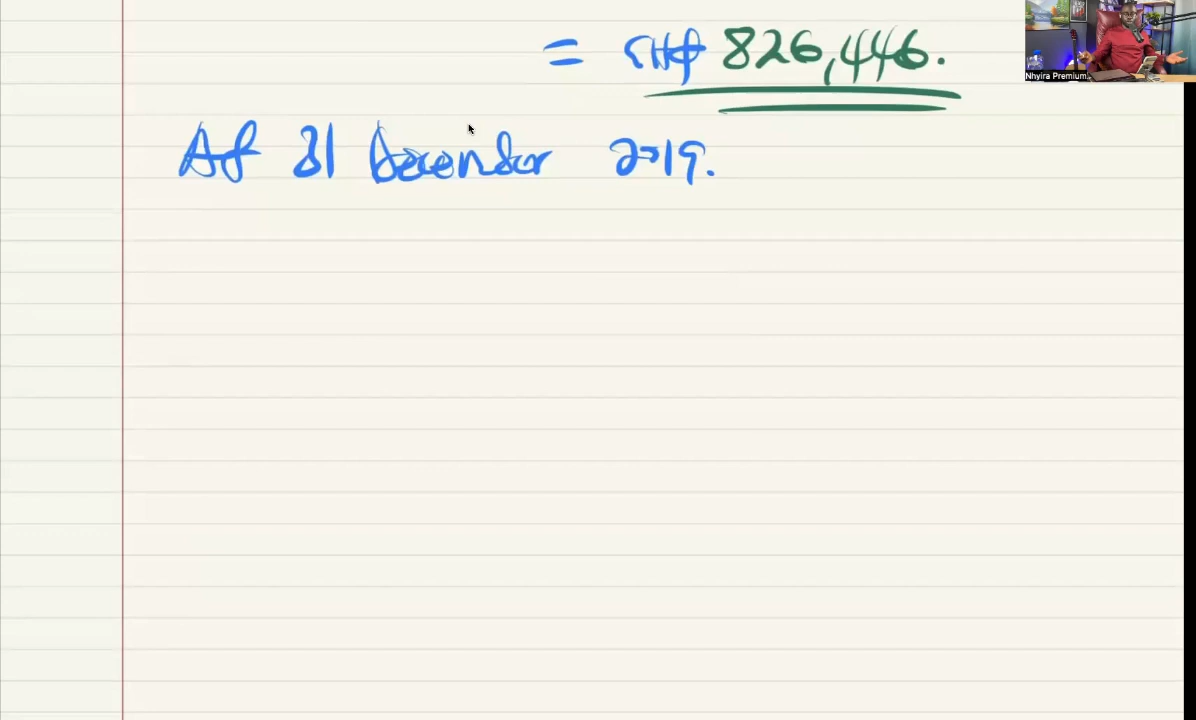 = GH₵ 826,446.
Nhyira Premium...
At 31 December 2019.